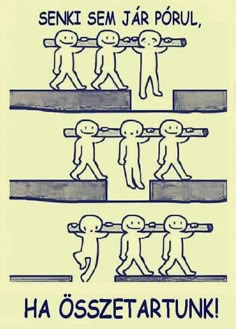 SENKI SEM JÁR PÓRUL,
HA ÖSSZETARTUNK!